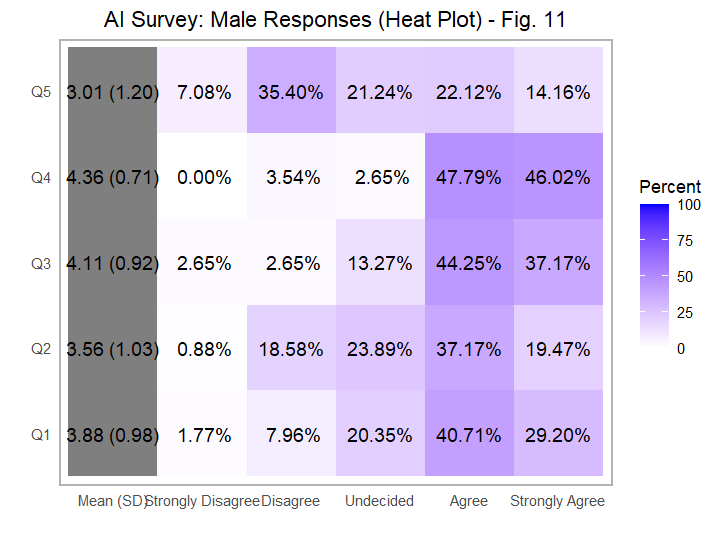 AI Survey: Male Responses (Heat Plot) - Fig. 11
Q5 3.01 (1.20) 7.08% 35.40% 21.24% 22.12% 14.16%
Q4 4.36 (0.71) 0.00% 3.54% 2.65% 47.79% 46.02%
Q3 4.11 (0.92) 2.65% 2.65% 13.27% 44.25% 37.17%
Q2 3.56 (1.03) 0.88% 18.58% 23.89% 37.17% 19.47%
Q1 3.88 (0.98) 1.77% 7.96% 20.35% 40.71% 29.20%
Mean (SD) Strongly Disagree Disagree Undecided Agree Strongly Agree
Percent
100
75
50
25
0